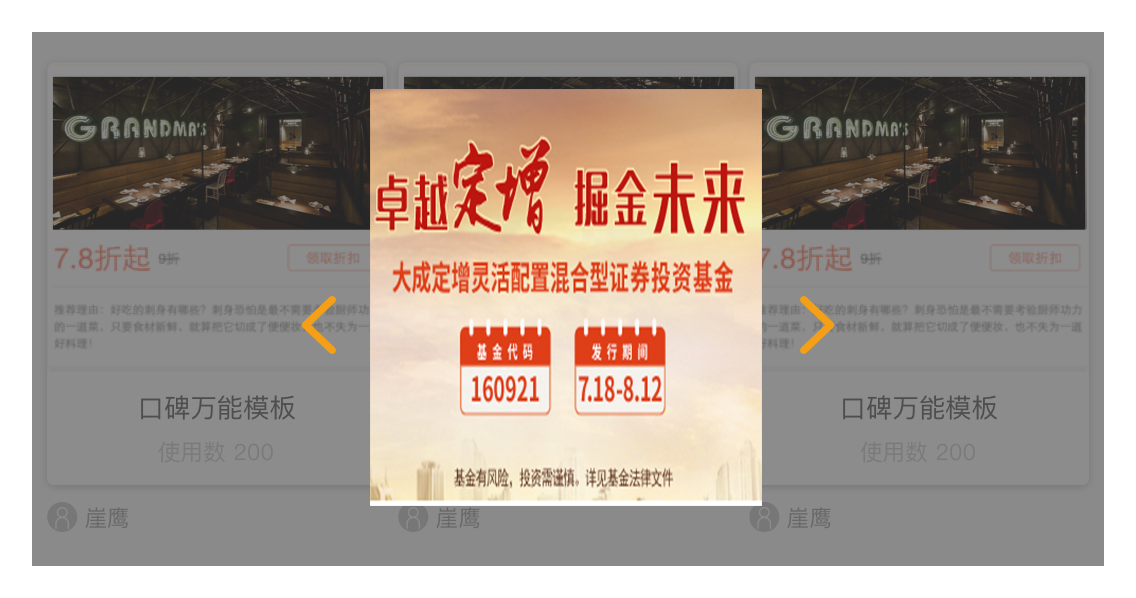 GRANDMA's
GRANDMA's
卓越定增 掘金未来
7.8折起 9折 领取折扣
7.8折起 9折 领取折扣
大成定增灵活配置混合型证券投资基金
推荐理由：好吃的刺身有哪些？刺身恐怕是最不需要考验厨师功力
的一道菜，只要食材新鲜，就算把它切成了便便妆，也不失为一
好料理！
推荐理由：好吃的刺身有哪些？刺身恐怕是最不需要考验厨师功力
的一道菜，只要食材新鲜，就算把它切成了便便妆，也不失为一道
好料理！
基金代码
160921
发行期间
7.18-8.12
口碑万能模板
口碑万能模板
使用数 200
使用数 200
基金有风险，投资需谨慎。详见基金法律文件
崖鹰
崖鹰
崖鹰